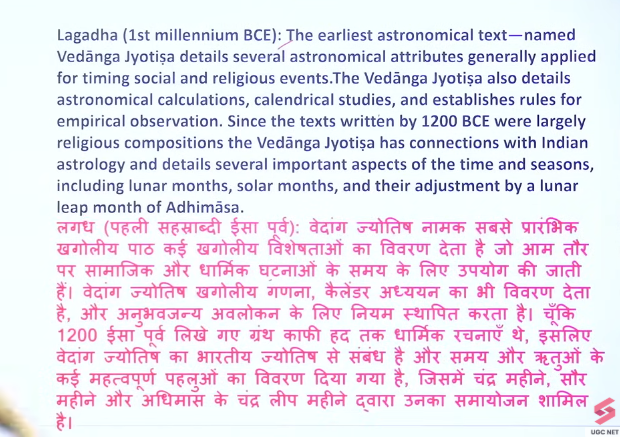 Lagadha (1st millennium BCE): The earliest astronomical text—named
Vedānga Jyotiṣa details several astronomical attributes generally applied
for timing social and religious events.The Vedānga Jyotiṣa also details
astronomical calculations, calendrical studies, and establishes rules for
empirical observation. Since the texts written by 1200 BCE were largely
religious compositions the Vedānga Jyotiṣa has connections with Indian
astrology and details several important aspects of the time and seasons,
including lunar months, solar months, and their adjustment by a lunar
leap month of Adhimāsa.
लगध (पहली सहस्राब्दी ईसा पूर्व): वेदांग ज्योतिष नामक सबसे प्रारंभिक
खगोलीय पाठ कई खगोलीय विशेषताओं का विवरण देता है जो आम तौर
पर सामाजिक और धार्मिक घटनाओं के समय के लिए उपयोग की जाती
हैं। वेदांग ज्योतिष खगोलीय गणना, कैलेंडर अध्ययन का भी विवरण देता
है, और अनुभवजन्य अवलोकन के लिए नियम स्थापित करता है। चूँकि
1200 ईसा पूर्व लिखे गए ग्रंथ काफी हद तक धार्मिक रचनाएँ थे, इसलिए
वेदांग ज्योतिष का भारतीय ज्योतिष से संबंध है और समय और ऋतुओं के
कई महत्वपूर्ण पहलुओं का विवरण दिया गया है, जिसमें चंद्र महीने, सौर
महीने और अधिमास के चंद्र लीप महीने द्वारा उनका समायोजन शामिल
है।
UGC NET